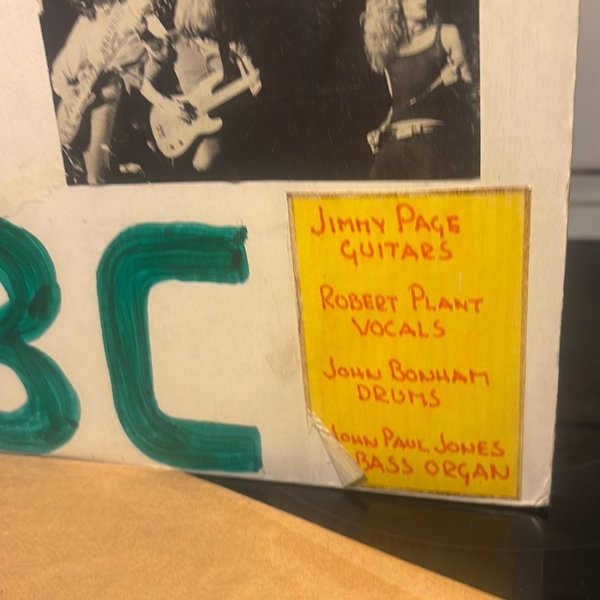 BC
JIMMY PAGE
GUITARS
ROBERT PLANT
VOCALS
JOHN BONHAM
DRUMS
JOHN PAUL JONES
BASS ORGAN